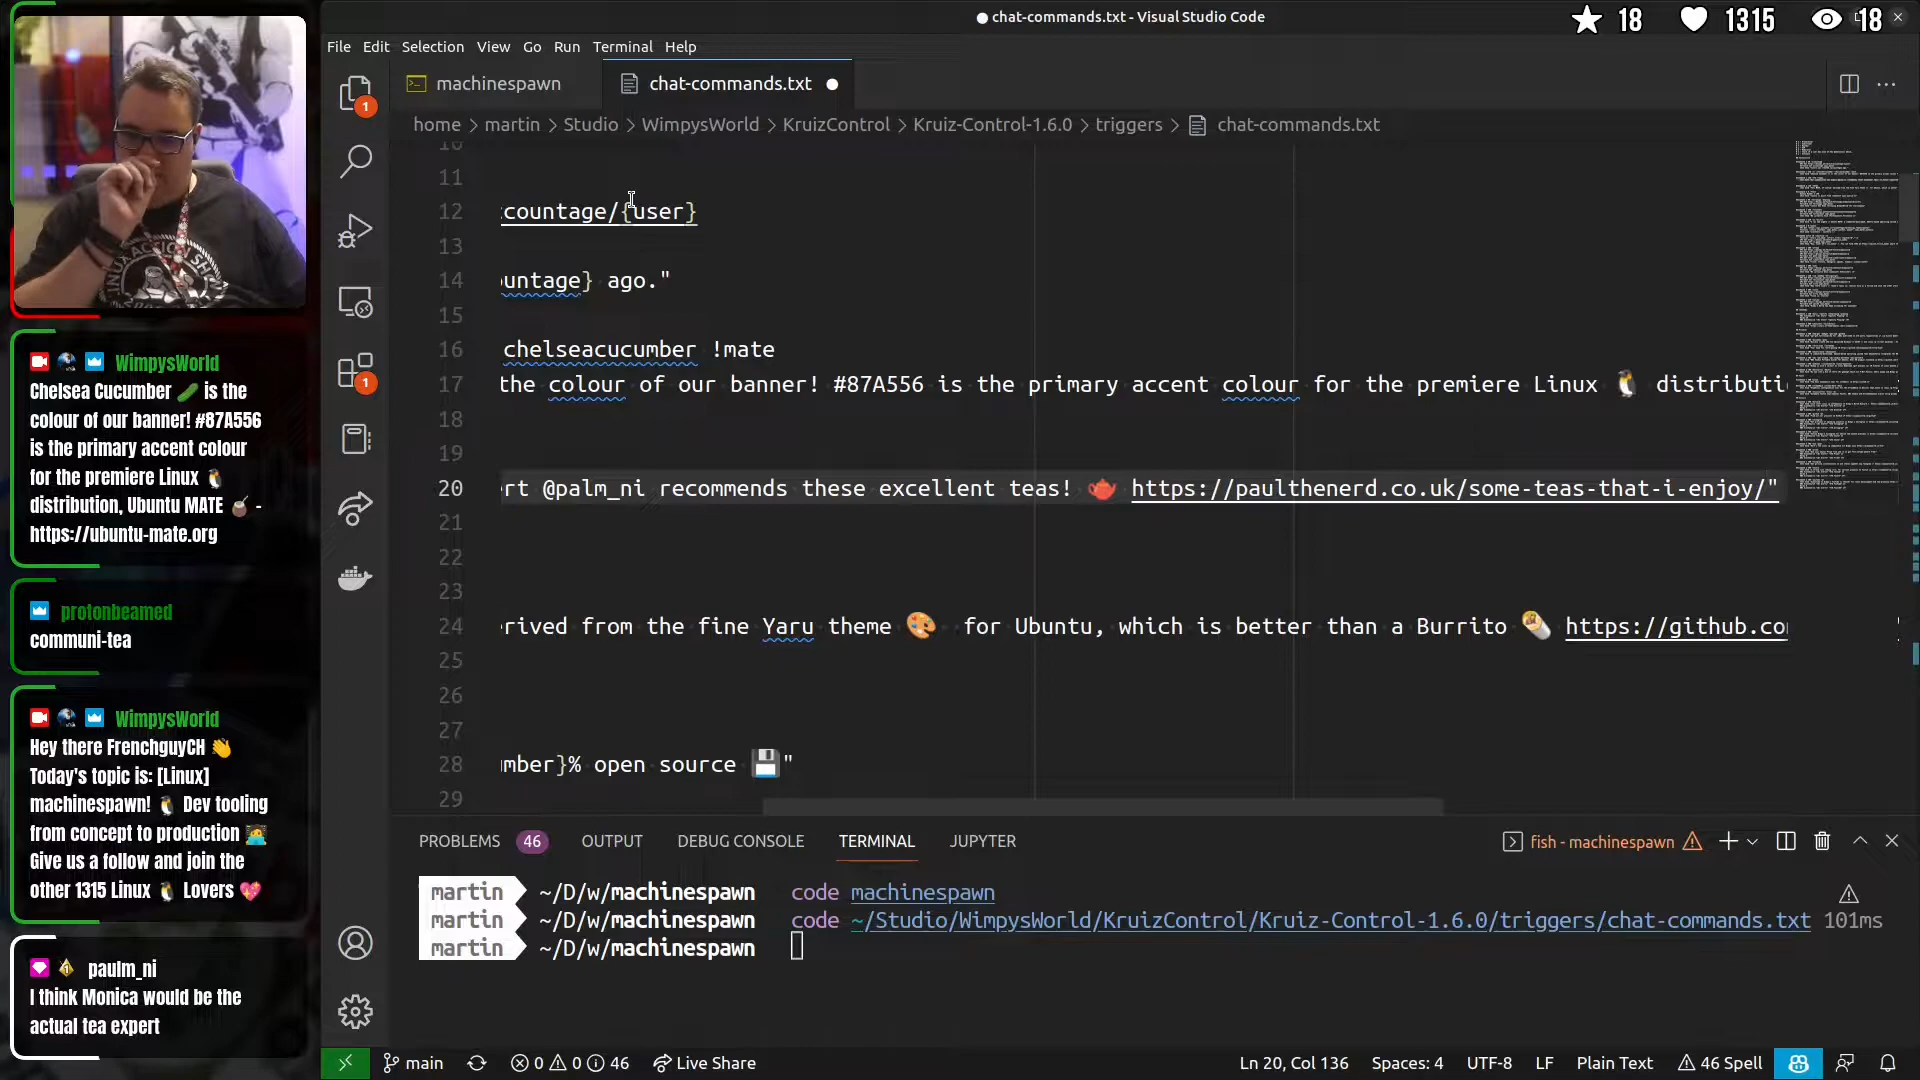 chat-commands.txt - Visual Studio Code
18
1315
18
File Edit Selection View Go Run Terminal Help
machinespawn
chat-commands.txt
home > martin > Studio > WimpysWorld > KruizControl > Kruiz-Control-1.6.0 > triggers > chat-commands.txt
10
11
12 countage/{user}
13
14 untage} ago."
15
16 chelseacucumber !mate
17 the colour of our banner! #87A556 is the primary accent colour for the premiere Linux 🐧 distributi
18
19
20 rt @palm_ni recommends these excellent teas! 🫖 https://paulthenerd.co.uk/some-teas-that-i-enjoy/"
21
22
23
24 rived from the fine Yaru theme 🎨 for Ubuntu, which is better than a Burrito 🌯 https://github.co
25
26
27
28 mber}% open source 💾"
29
WimpysWorld
Chelsea Cucumber 🥒 is the
colour of our banner! #87A556
is the primary accent colour
for the premiere Linux 🐧
distribution, Ubuntu MATE 🧉 -
https://ubuntu-mate.org
protonbeamed
communi-tea
WimpysWorld
Hey there FrenchguyCH 👋
Today's topic is: [Linux]
machinespawn! 🐧 Dev tooling
from concept to production 🧑‍💻
Give us a follow and join the
other 1315 Linux 🐧 Lovers 💖
paulm_ni
I think Monica would be the
actual tea expert
1
1
PROBLEMS 46 OUTPUT DEBUG CONSOLE TERMINAL JUPYTER
fish - machinespawn
martin ~/D/w/machinespawn code machinespawn
martin ~/D/w/machinespawn code ~/Studio/WimpysWorld/KruizControl/Kruiz-Control-1.6.0/triggers/chat-commands.txt 101ms
martin ~/D/w/machinespawn
main 0 0 46 Live Share
Ln 20, Col 136 Spaces: 4 UTF-8 LF Plain Text 46 Spell